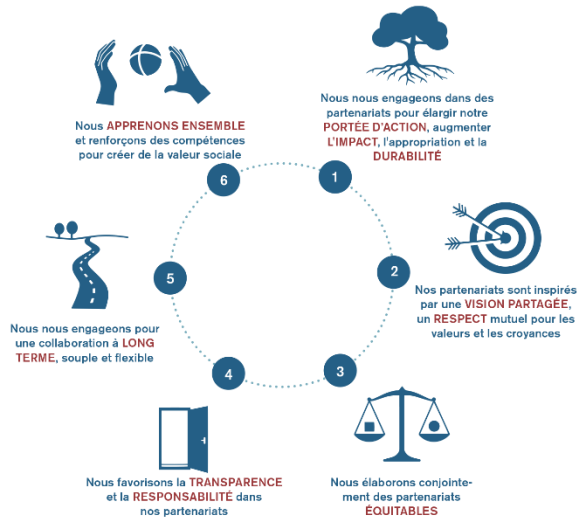 Nous nous engageons dans des
partenariats pour élargir notre
PORTÉE D'ACTION, augmenter
L'IMPACT, l'appropriation et la
DURABILITÉ
1
2
Nos partenariats sont inspirés
par une VISION PARTAGÉE,
un RESPECT mutuel pour les
valeurs et les croyances
3
Nous élaborons conjointe-
ment des partenariats
ÉQUITABLES
4
Nous favorisons la TRANSPARENCE
et la RESPONSABILITÉ dans
nos partenariats
5
Nous nous engageons pour
une collaboration à LONG
TERME, souple et flexible
6
Nous APPRENONS ENSEMBLE
et renforçons des compétences
pour créer de la valeur sociale